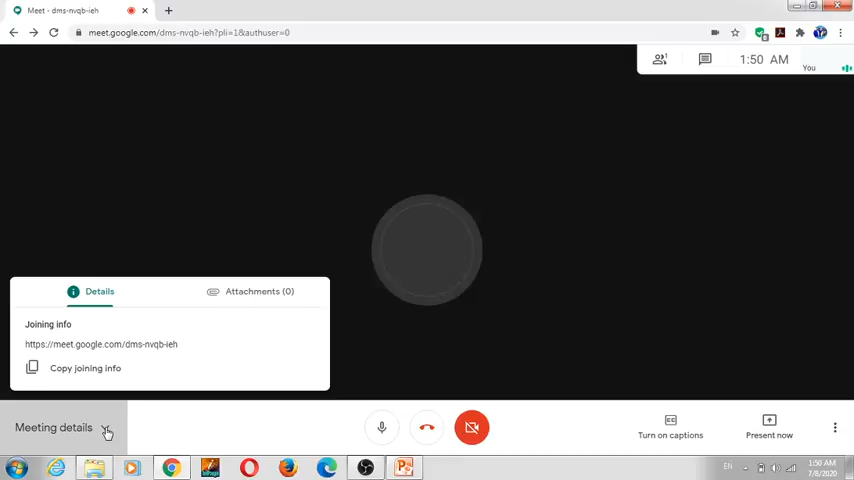 Meet - dms-nvqb-ieh
meet.google.com/dms-nvqb-ieh?pli=1&authuser=0
1
1:50 AM
You
Details
Attachments (0)
Joining info
https://meet.google.com/dms-nvqb-ieh
Copy joining info
Meeting details
Turn on captions
Present now
EN
1:50 AM
7/8/2020